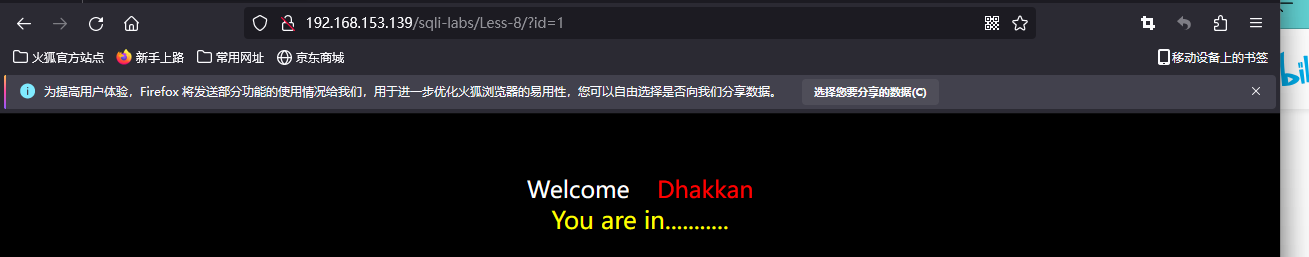 192.168.153.139/sqli-labs/Less-8/?id=1
火狐官方站点 新手上路 常用网址 京东商城 移动设备上的书签
为提高用户体验，Firefox 将发送部分功能的使用情况给我们，用于进一步优化火狐浏览器的易用性，您可以自由选择是否向我们分享数据。 选择您要分享的数据(C)
Welcome Dhakkan
You are in...........